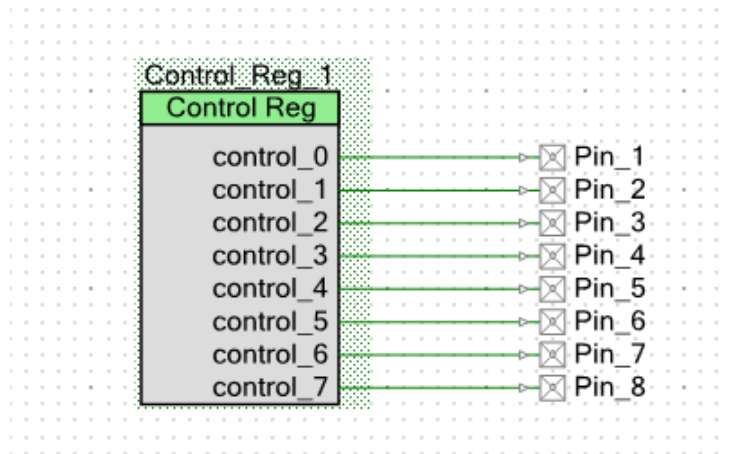 Control_Reg_1
Control Reg
control_0 Pin_1
control_1 Pin_2
control_2 Pin_3
control_3 Pin_4
control_4 Pin_5
control_5 Pin_6
control_6 Pin_7
control_7 Pin_8